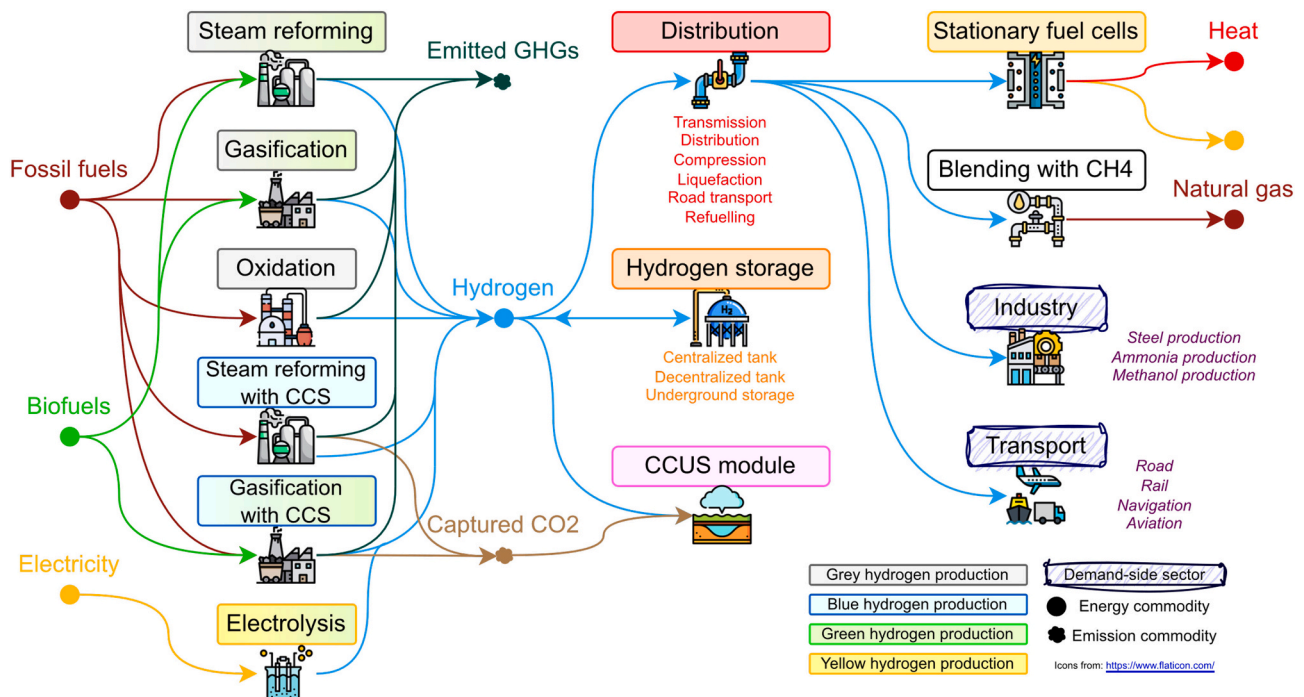 Steam reforming
Emitted GHGs
Gasification
Fossil fuels
Oxidation
Hydrogen
Steam reforming
with CCS
Biofuels
Gasification
with CCS
Captured CO2
Electricity
Electrolysis
Distribution
Transmission
Distribution
Compression
Liquefaction
Road transport
Refuelling
Hydrogen storage
H2
Centralized tank
Decentralized tank
Underground storage
CCUS module
Stationary fuel cells
Heat
Blending with CH4
Natural gas
Industry
Steel production
Ammonia production
Methanol production
Transport
Road
Rail
Navigation
Aviation
Grey hydrogen production
Blue hydrogen production
Green hydrogen production
Yellow hydrogen production
Demand-side sector
Energy commodity
Emission commodity
Icons from: https://www.flaticon.com/